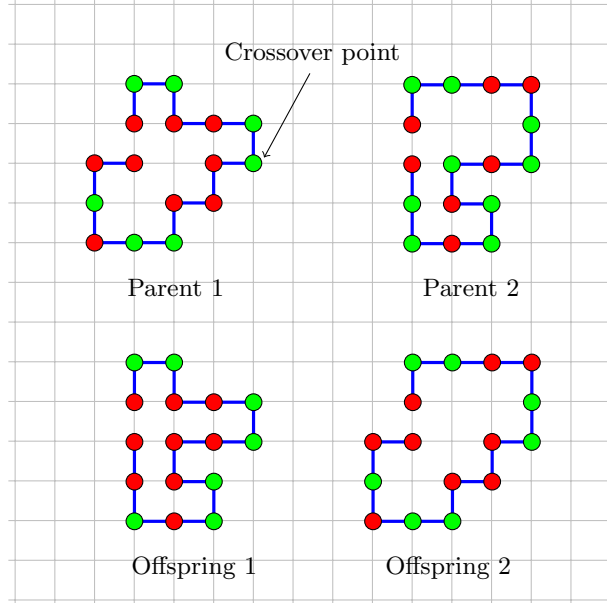 Crossover point
Parent 1
Parent 2
Offspring 1
Offspring 2